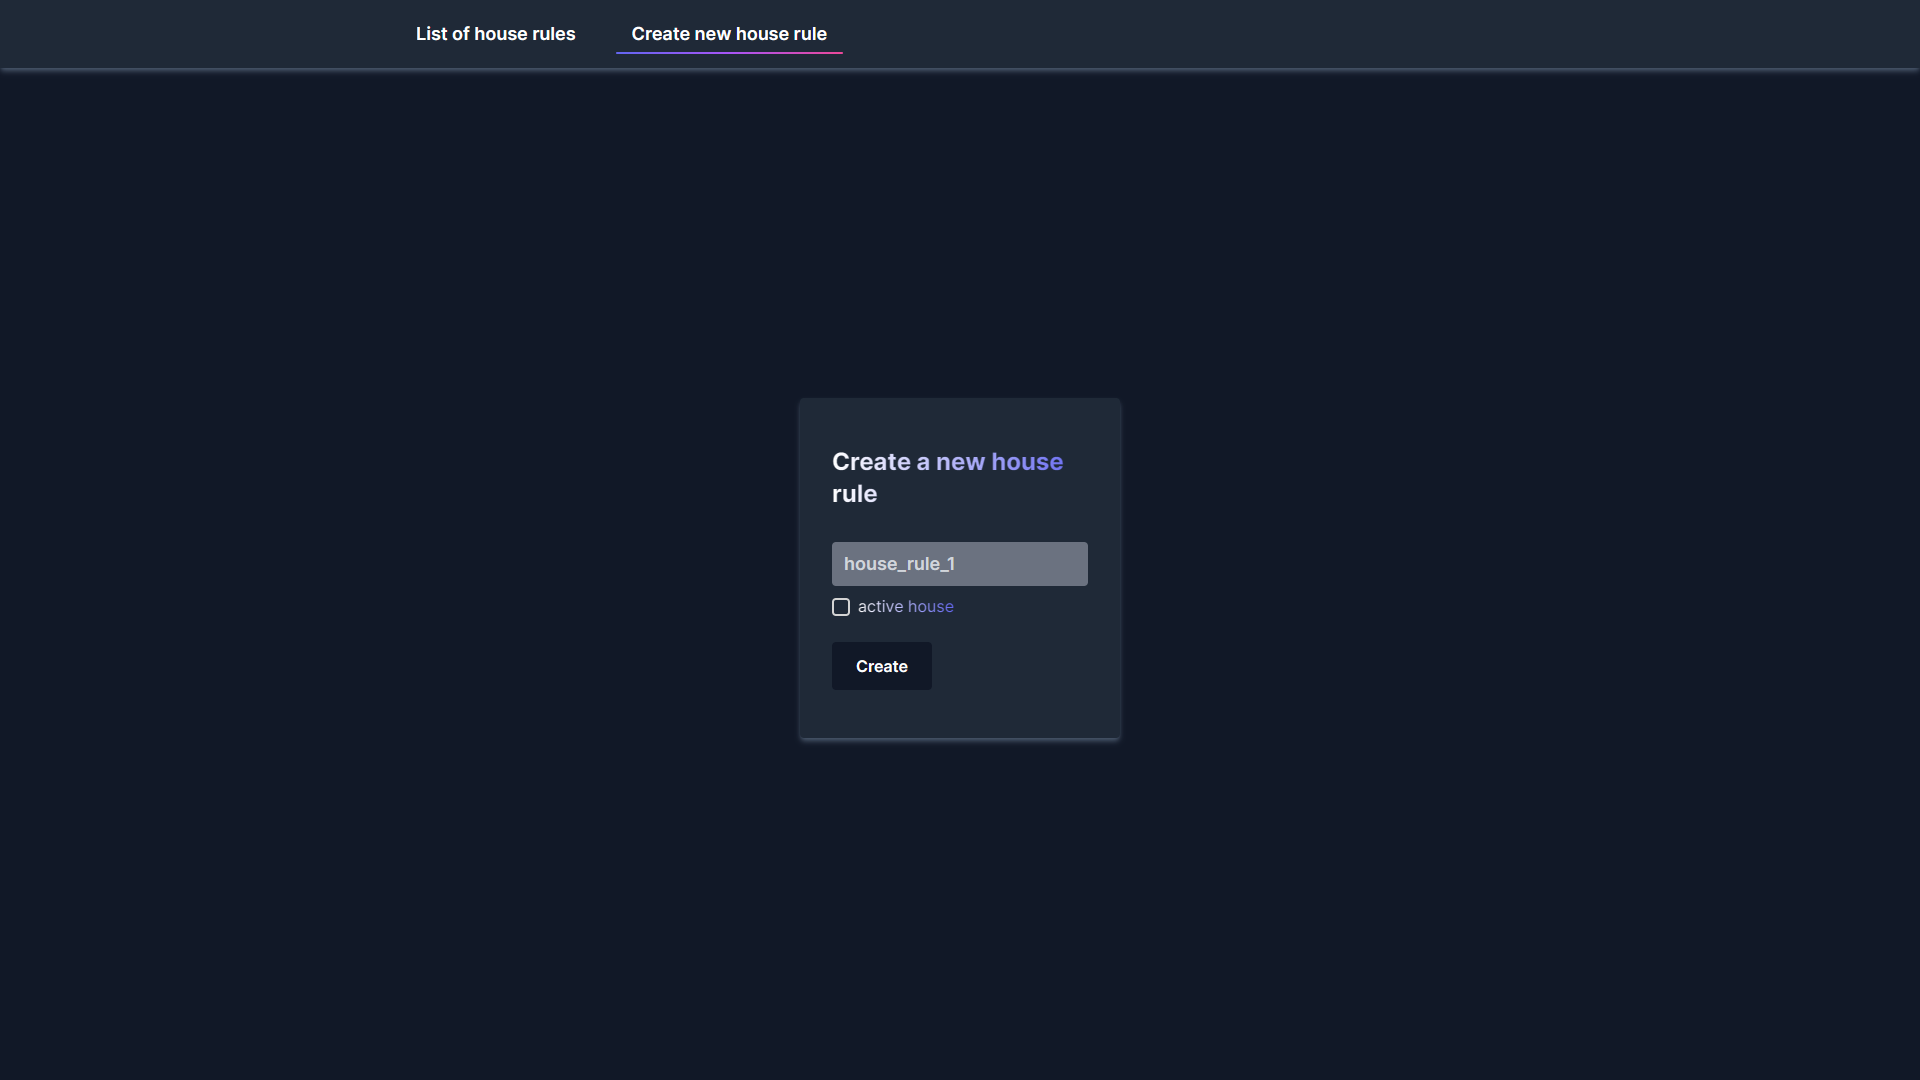 List of house rules
Create new house rule
Create a new house
rule
house_rule_1
active house
Create